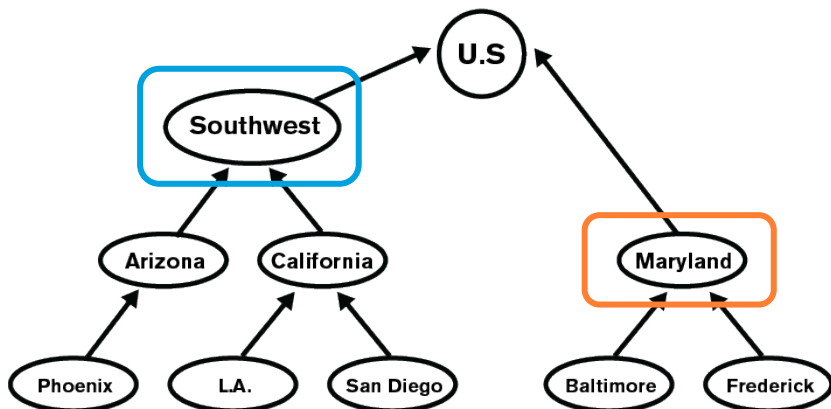 U.S
Southwest
Arizona
California
Maryland
Phoenix
L.A.
San Diego
Baltimore
Frederick